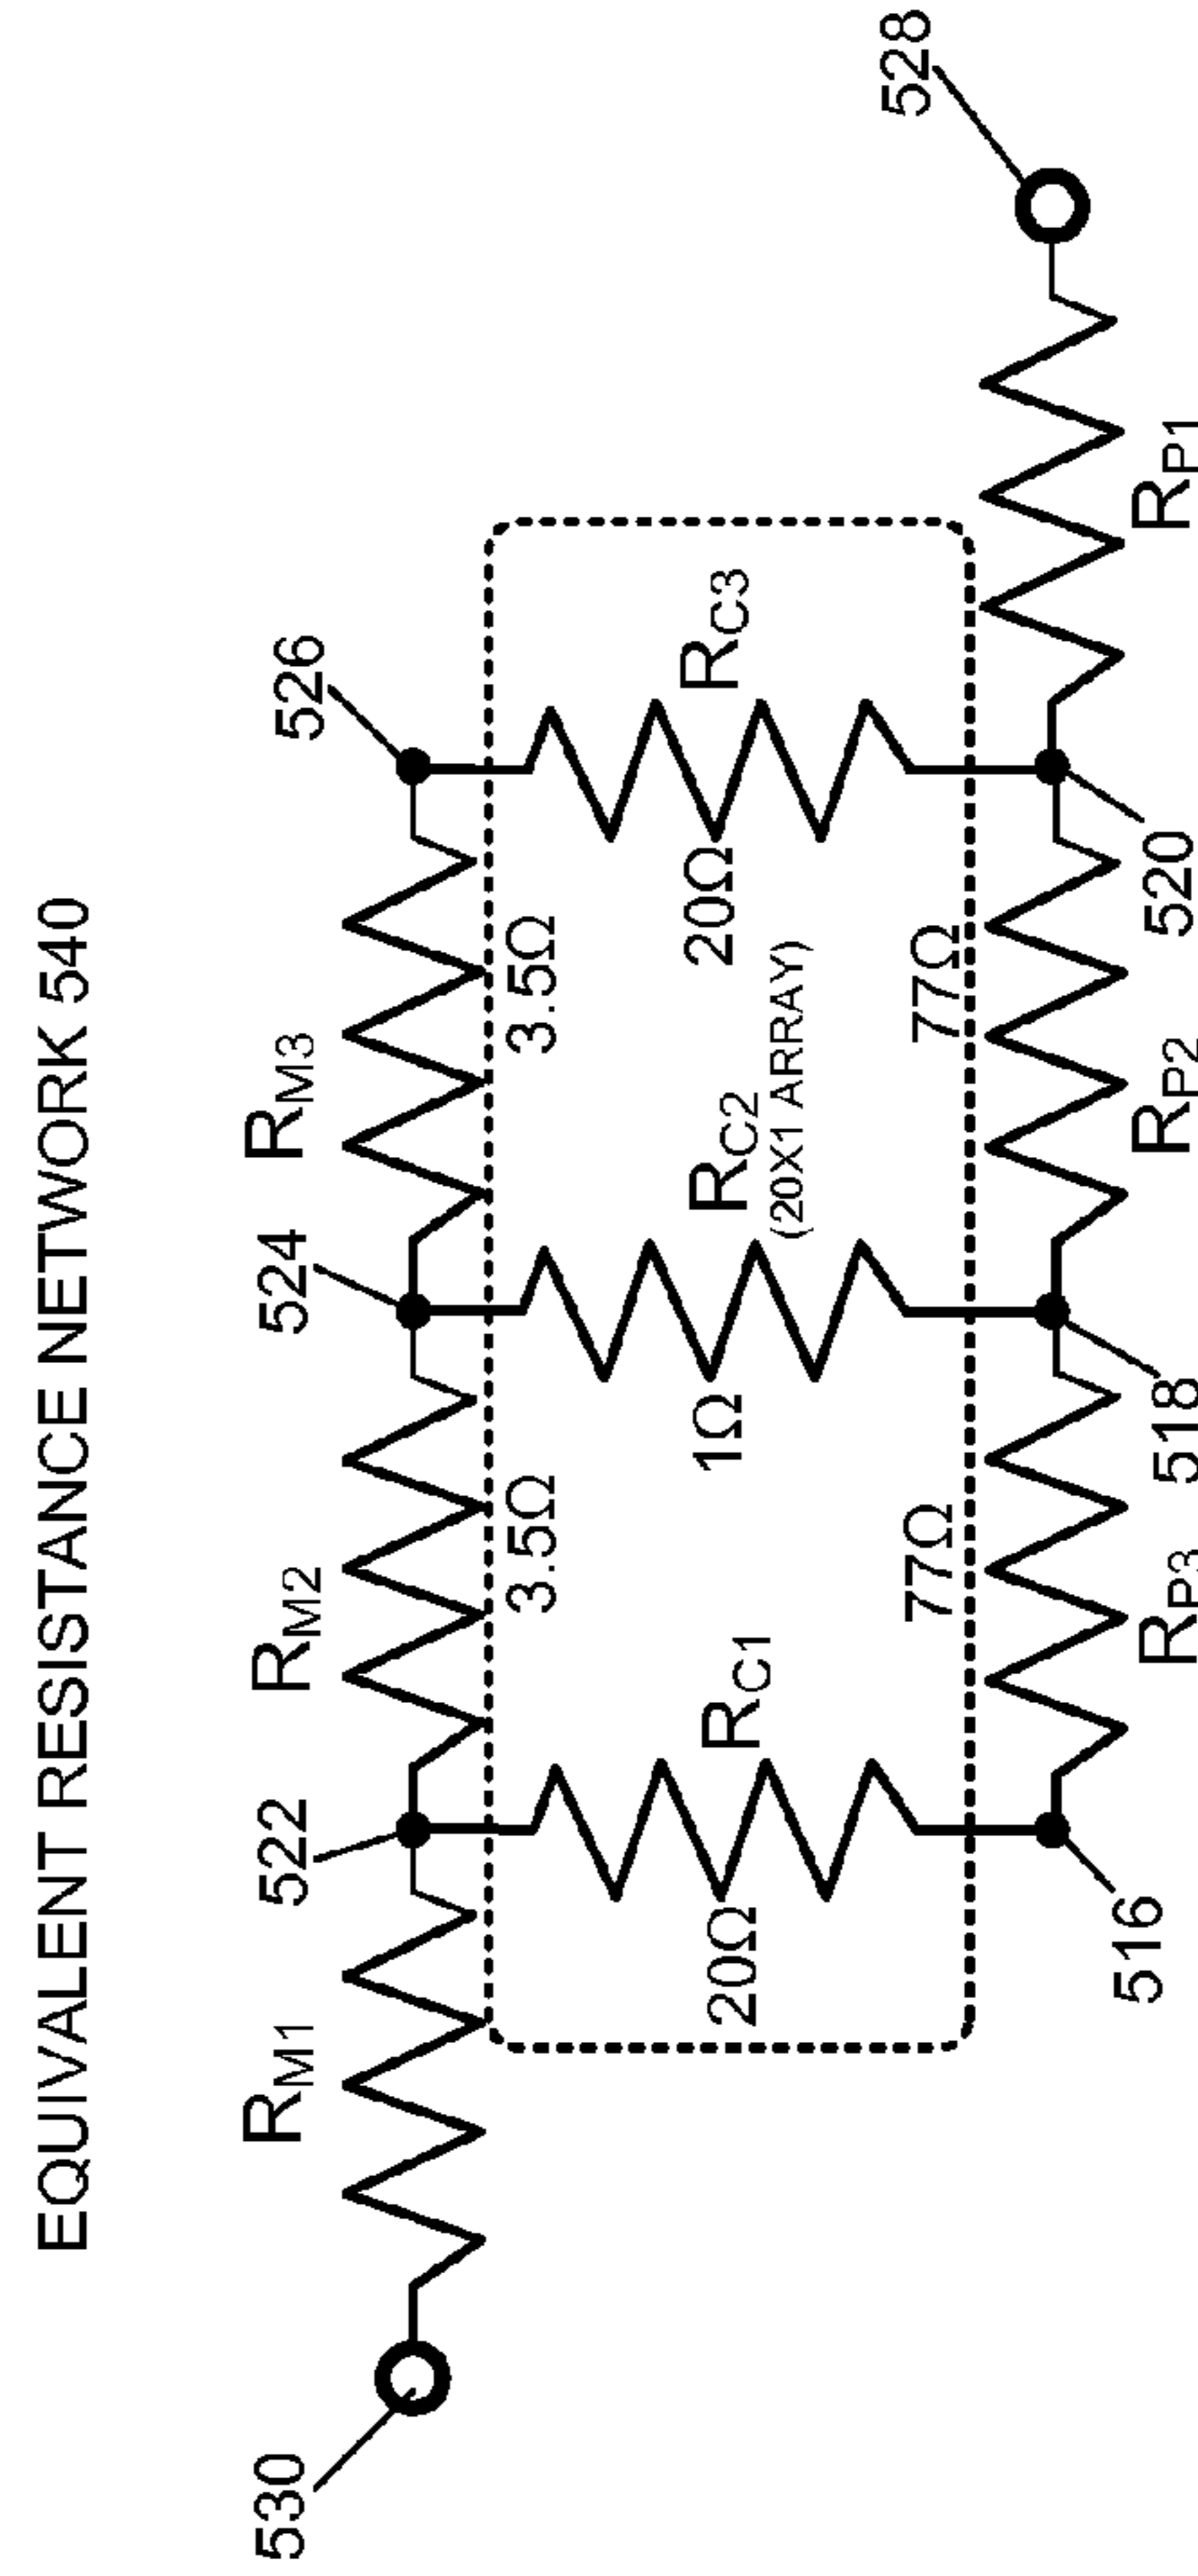 EQUIVALENT RESISTANCE NETWORK 540
530
RM1
522
RM2
524
RM3
526
528
3.5Ω
3.5Ω
20Ω
RC1
1Ω
RC2
(20X1 ARRAY)
20Ω
RC3
77Ω
77Ω
516
RP3
518
RP2
520
RP1